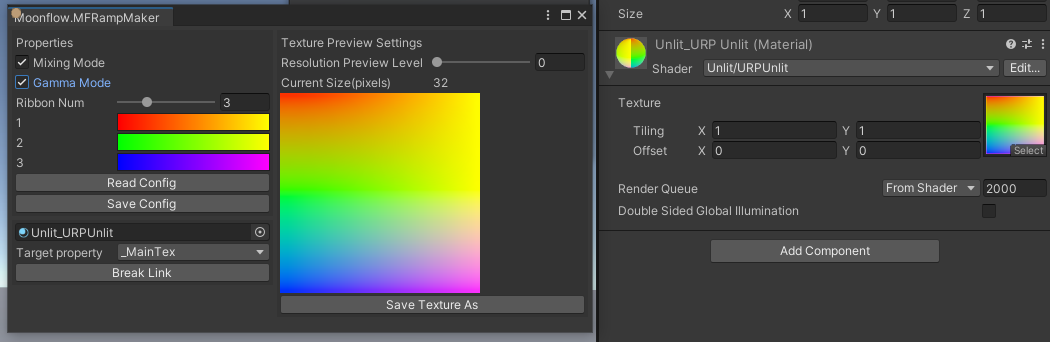 Moonflow.MFRampMaker
Properties
Mixing Mode
Gamma Mode
Ribbon Num
3
1
2
3
Read Config
Save Config
Unlit_URPUnlit
Target property
_MainTex
Break Link
Texture Preview Settings
Resolution Preview Level
0
Current Size(pixels)
32
Save Texture As
Size
X 1 Y 1 Z 1
Unlit_URP Unlit (Material)
Shader
Unlit/URPUnlit
Edit...
Texture
Tiling X 1 Y 1
Offset X 0 Y 0
Select
Render Queue
From Shader
2000
Double Sided Global Illumination
Add Component